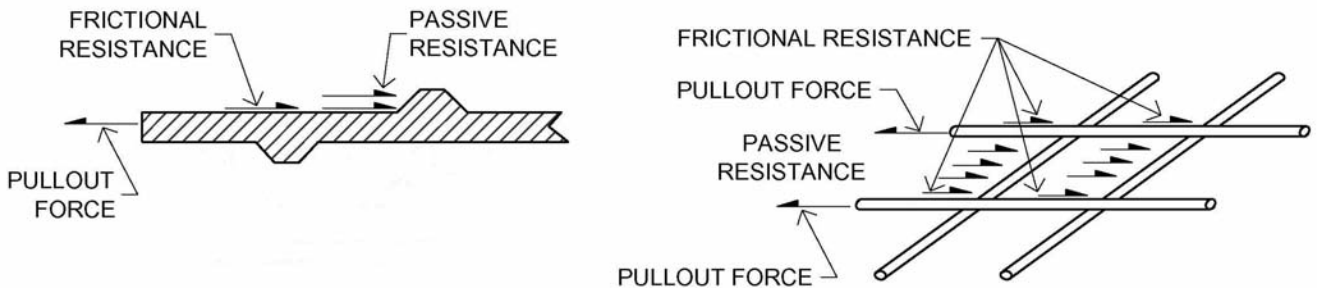 FRICTIONAL
RESISTANCE
PASSIVE
RESISTANCE
PULLOUT
FORCE
FRICTIONAL RESISTANCE
PULLOUT FORCE
PASSIVE
RESISTANCE
PULLOUT FORCE